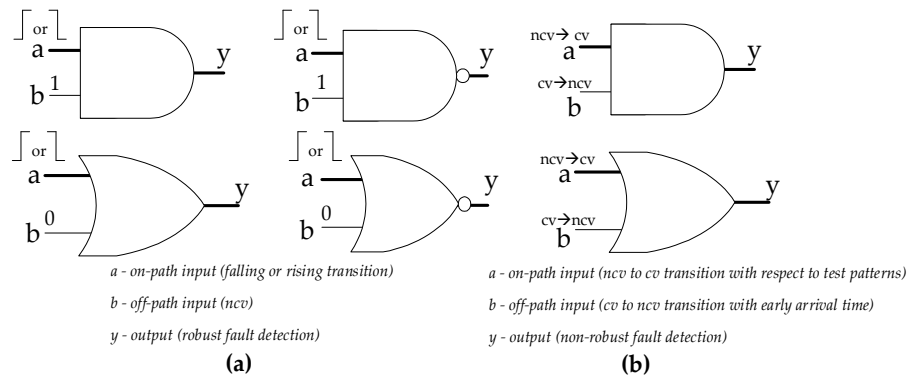 or
a
b
1
y
or
a
b
1
y
ncv→cv
a
cv→ncv
b
y
or
a
b
0
y
or
a
b
0
y
ncv→cv
a
cv→ncv
b
y
a - on-path input (falling or rising transition)
b - off-path input (ncv)
y - output (robust fault detection)
(a)
a - on-path input (ncv to cv transition with respect to test patterns)
b - off-path input (cv to ncv transition with early arrival time)
y - output (non-robust fault detection)
(b)